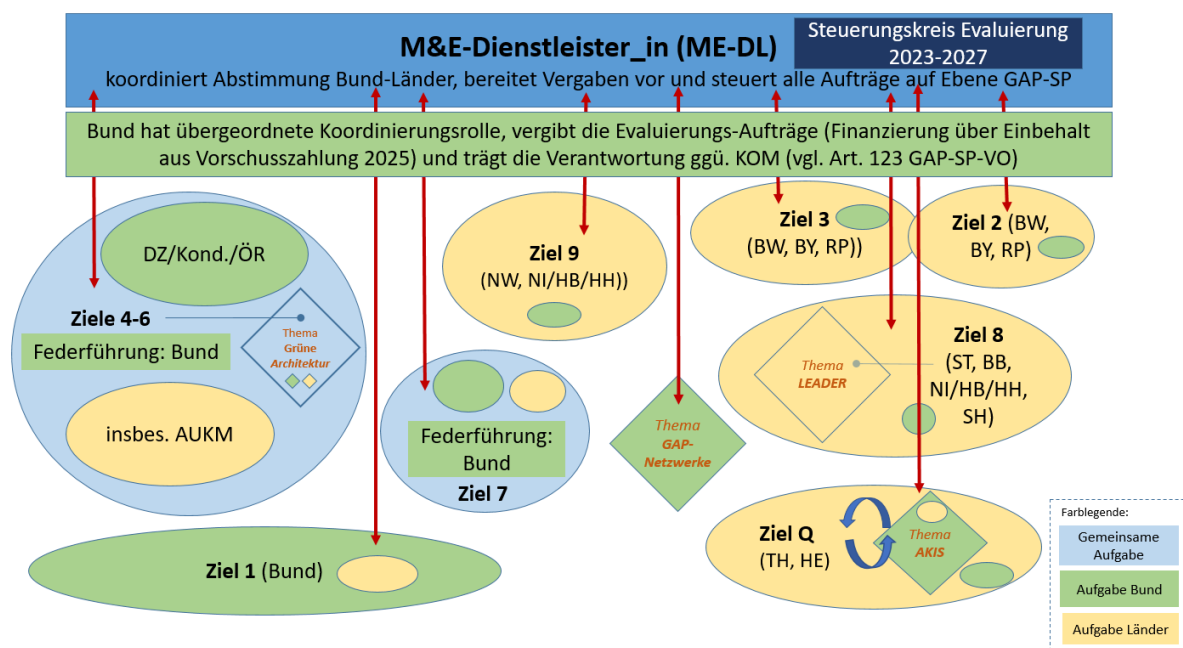 M&E-Dienstleister_in (ME-DL)
Steuerungskreis Evaluierung
2023-2027
koordiniert Abstimmung Bund-Länder, bereitet Vergaben vor und steuert alle Aufträge auf Ebene GAP-SP
Bund hat übergeordnete Koordinierungsrolle, vergibt die Evaluierungs-Aufträge (Finanzierung über Einbehalt
aus Vorschusszahlung 2025) und trägt die Verantwortung ggü. KOM (vgl. Art. 123 GAP-SP-VO)
DZ/Kond./ÖR
Ziele 4-6
Federführung: Bund
Thema
Grüne
Architektur
insbes. AUKM
Ziel 9
(NW, NI/HB/HH))
Ziel 3
(BW, BY, RP))
Ziel 2 (BW,
BY, RP)
Federführung:
Bund
Ziel 7
Thema
GAP-
Netzwerke
Thema
LEADER
Ziel 8
(ST, BB,
NI/HB/HH,
SH)
Ziel 1 (Bund)
Ziel Q
(TH, HE)
Thema
AKIS
Farblegende:
Gemeinsame
Aufgabe
Aufgabe Bund
Aufgabe Länder